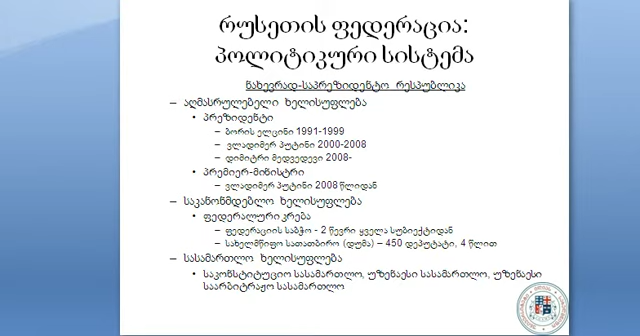 რუსეთის ფედერაცია:
პოლიტიკური სისტემა
ნახევრად-საპრეზიდენტო რესპუბლიკა
– აღმასრულებელი ხელისუფლება
• პრეზიდენტი
– ბორის ელცინი 1991-1999
– ვლადიმერ პუტინი 2000-2008
– დიმიტრი მედვედევი 2008-
• პრემიერ-მინისტრი
– ვლადიმერ პუტინი 2008 წლიდან
– საკანონმდებლო ხელისუფლება
• ფედერალური კრება
– ფედერაციის საბჭო - 2 წევრი ყველა სუბიექტიდან
– სახელმწიფო სათათბირო (დუმა) – 450 დეპუტატი, 4 წლით
– სასამართლო ხელისუფლება
• საკონსტიტუციო სასამართლო, უზენაესი სასამართლო, უზენაესი
საარბიტრაჟო სასამართლო